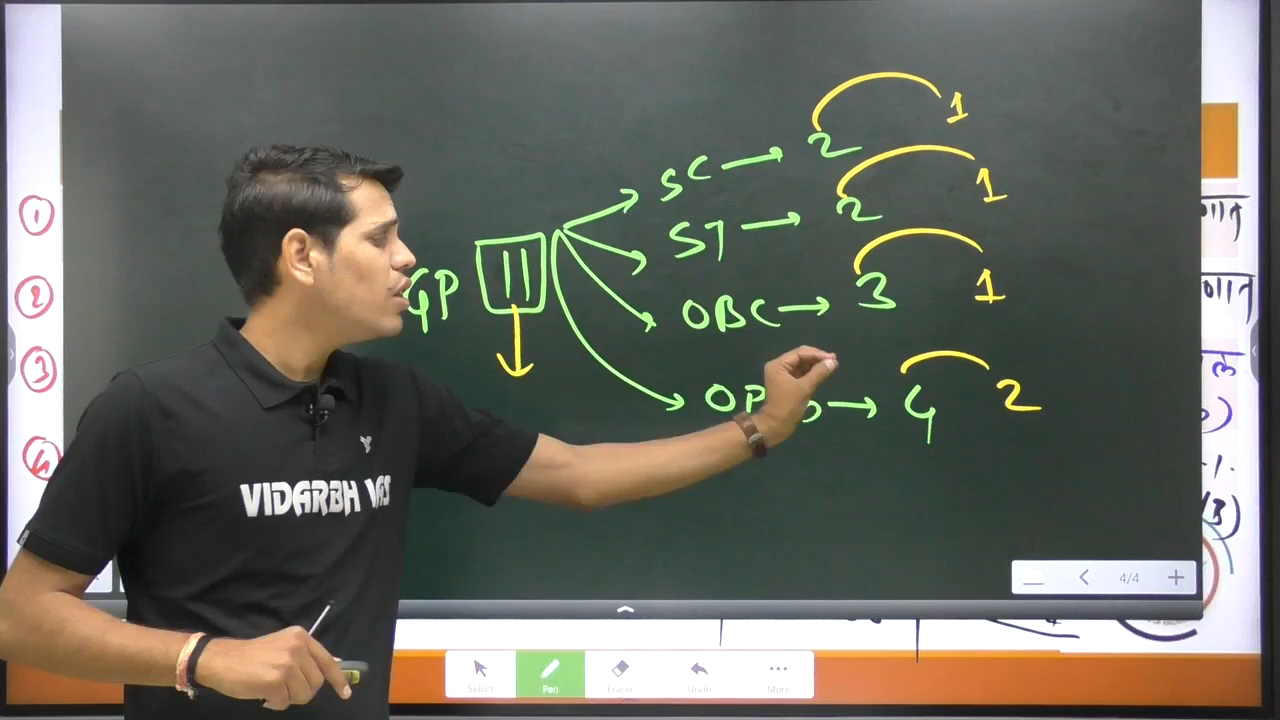 SC → 2 1
ST → 2 1
GP 11
OBC → 3 1
→ 4 2
1
2
3
4
VIDARBH
4/4
Select
Pen
Eraser
Undo
More